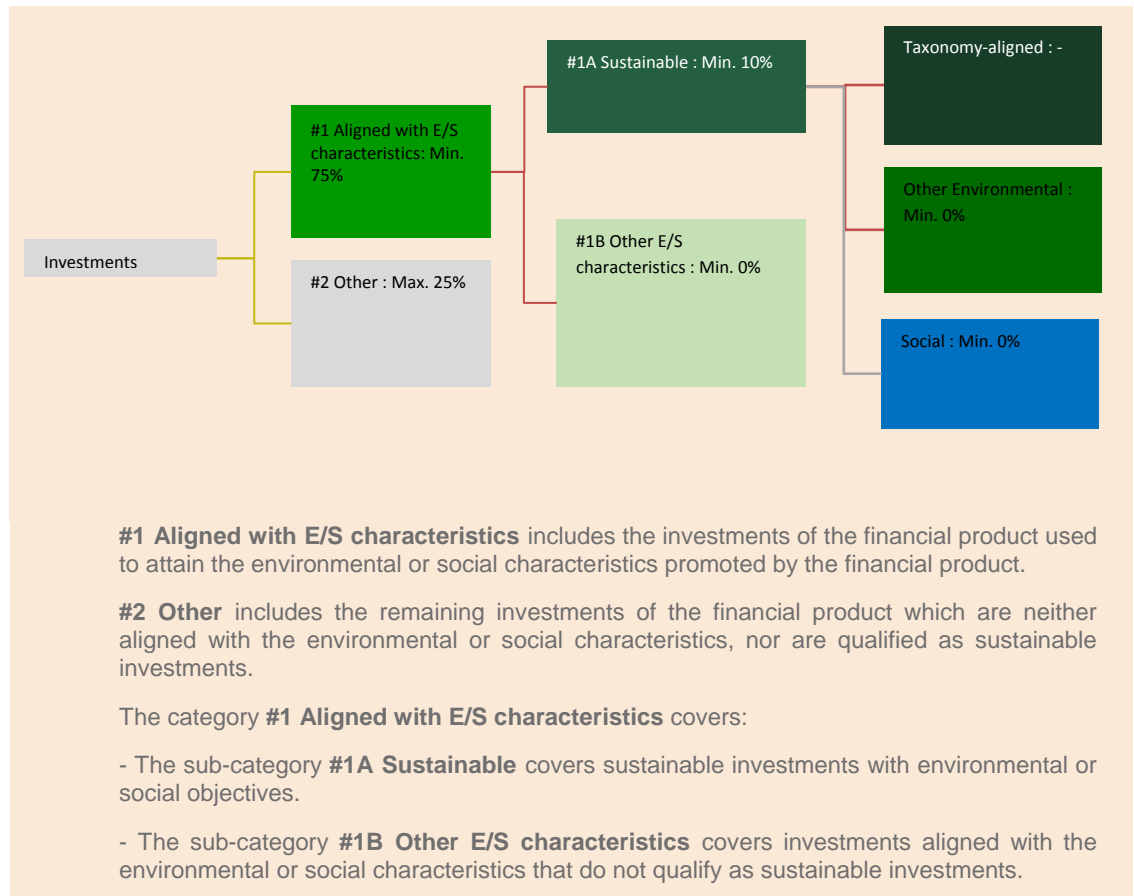 Investments
#1 Aligned with E/S
characteristics: Min.
75%
#2 Other : Max. 25%
#1A Sustainable : Min. 10%
#1B Other E/S
characteristics : Min. 0%
Taxonomy-aligned : -
Other Environmental :
Min. 0%
Social : Min. 0%
#1 Aligned with E/S characteristics includes the investments of the financial product used
to attain the environmental or social characteristics promoted by the financial product.
#2 Other includes the remaining investments of the financial product which are neither
aligned with the environmental or social characteristics, nor are qualified as sustainable
investments.
The category #1 Aligned with E/S characteristics covers:
- The sub-category #1A Sustainable covers sustainable investments with environmental or
social objectives.
- The sub-category #1B Other E/S characteristics covers investments aligned with the
environmental or social characteristics that do not qualify as sustainable investments.